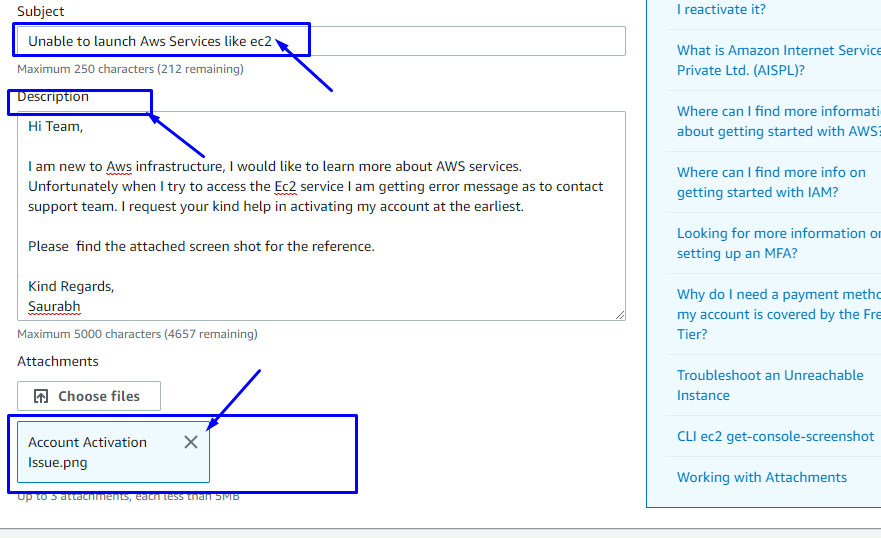 Subject
Unable to launch Aws Services like ec2
Maximum 250 characters (212 remaining)
Description
Hi Team,
I am new to Aws infrastructure, I would like to learn more about AWS services.
Unfortunately when I try to access the Ec2 service I am getting error message as to contact
support team. I request your kind help in activating my account at the earliest.
Please  find the attached screen shot for the reference.
Kind Regards,
Saurabh
Maximum 5000 characters (4657 remaining)
Attachments
Choose files
Account Activation
Issue.png
Up to 3 attachments, each less than 5MB
I reactivate it?
What is Amazon Internet Service
Private Ltd. (AISPL)?
Where can I find more informati
about getting started with AWS?
Where can I find more info on
getting started with IAM?
Looking for more information on
setting up an MFA?
Why do I need a payment metho
my account is covered by the Fre
Tier?
Troubleshoot an Unreachable
Instance
CLI ec2 get-console-screenshot
Working with Attachments